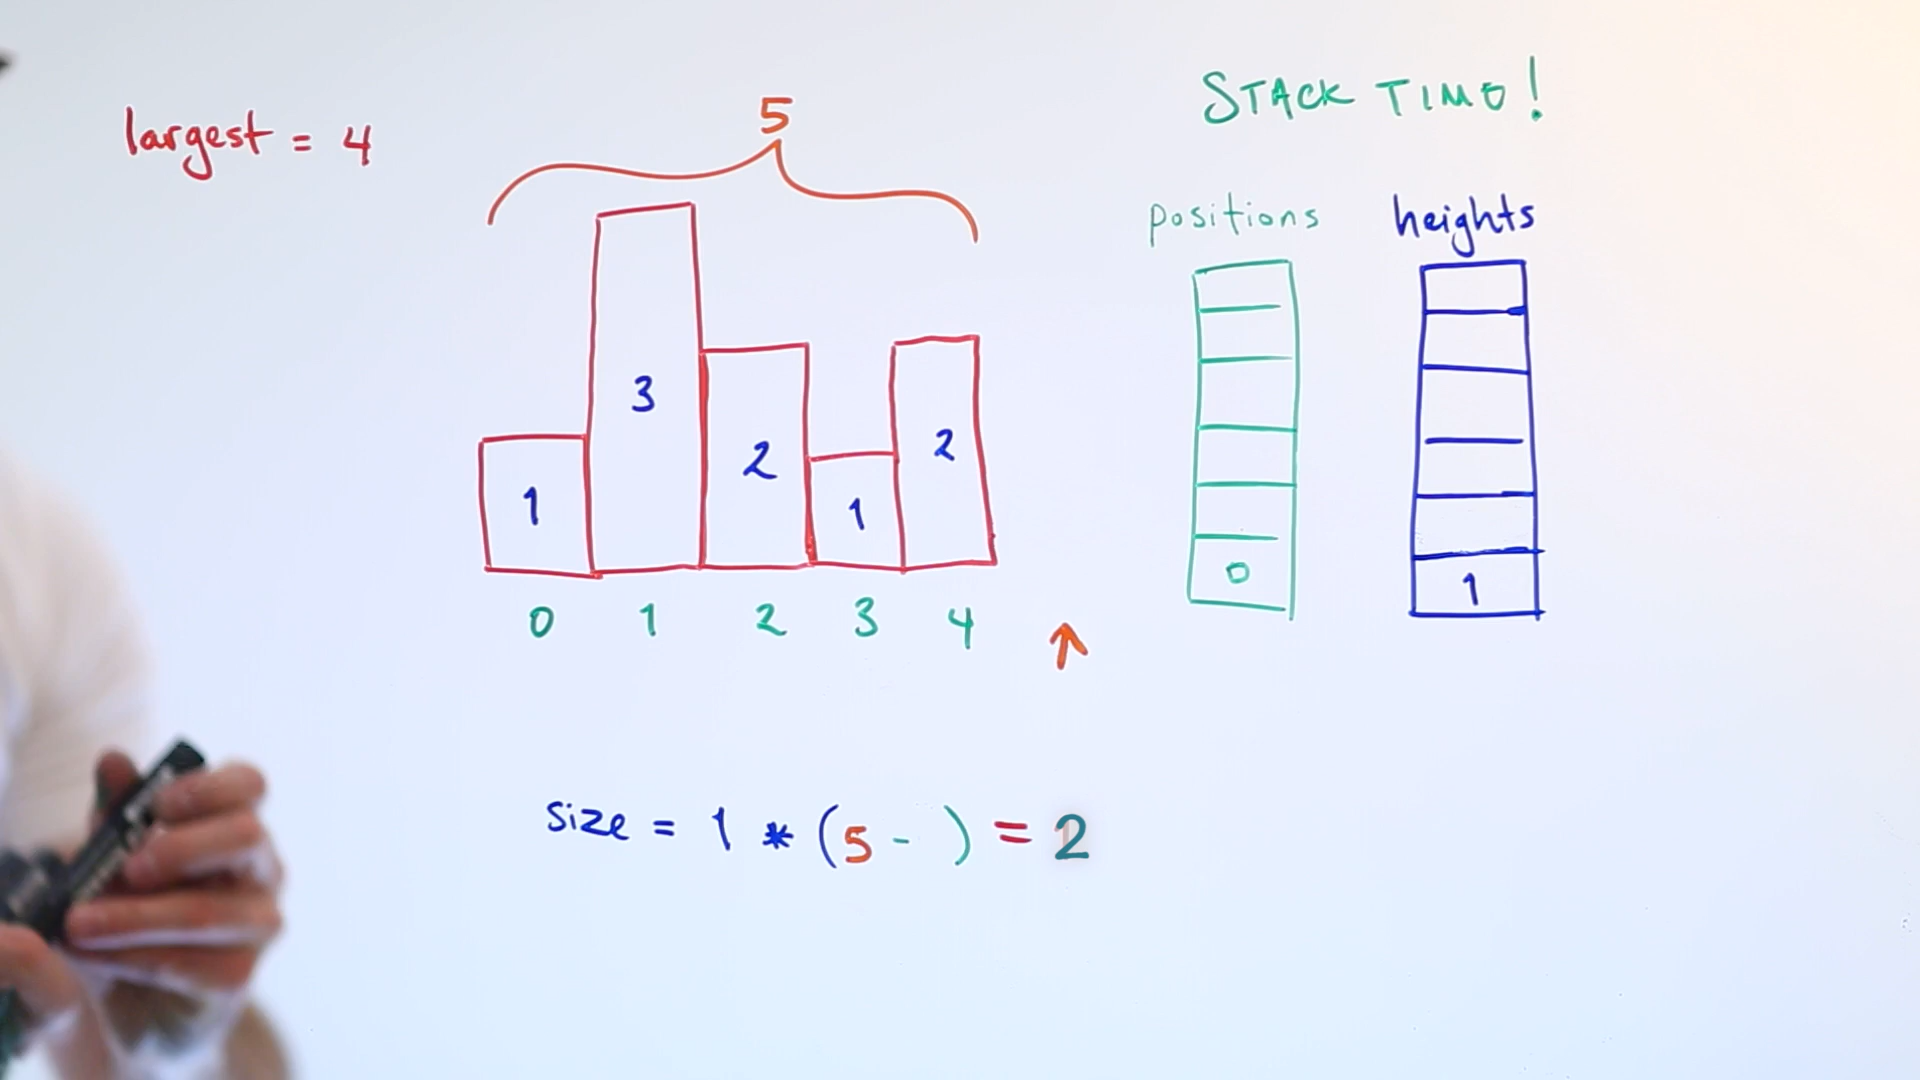 largest = 4
5
STACK TIMO!
positions
heights
3
2
2
1
1
0
1
0 1 2 3 4
size = 1 * (5 - ) = 2